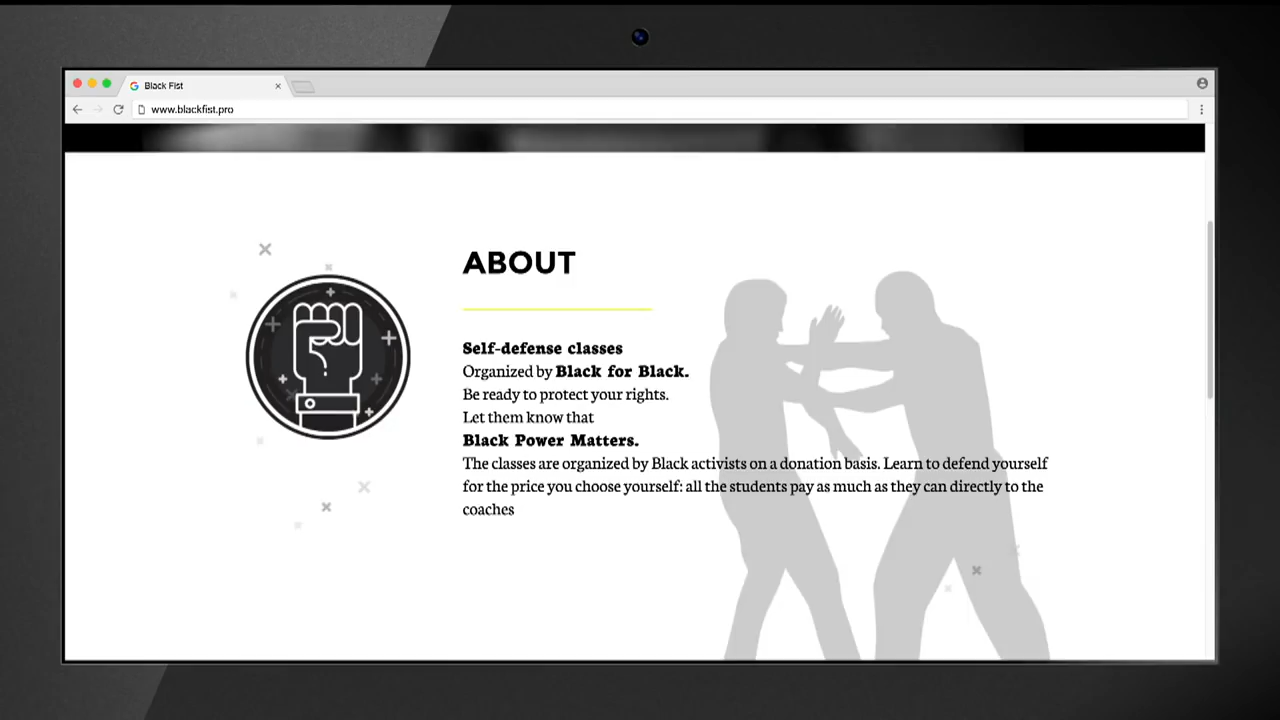 Black Fist
www.blackfist.pro
ABOUT
Self-defense classes
Organized by Black for Black.
Be ready to protect your rights.
Let them know that
Black Power Matters.
The classes are organized by Black activists on a donation basis. Learn to defend yourself
for the price you choose yourself: all the students pay as much as they can directly to the
coaches